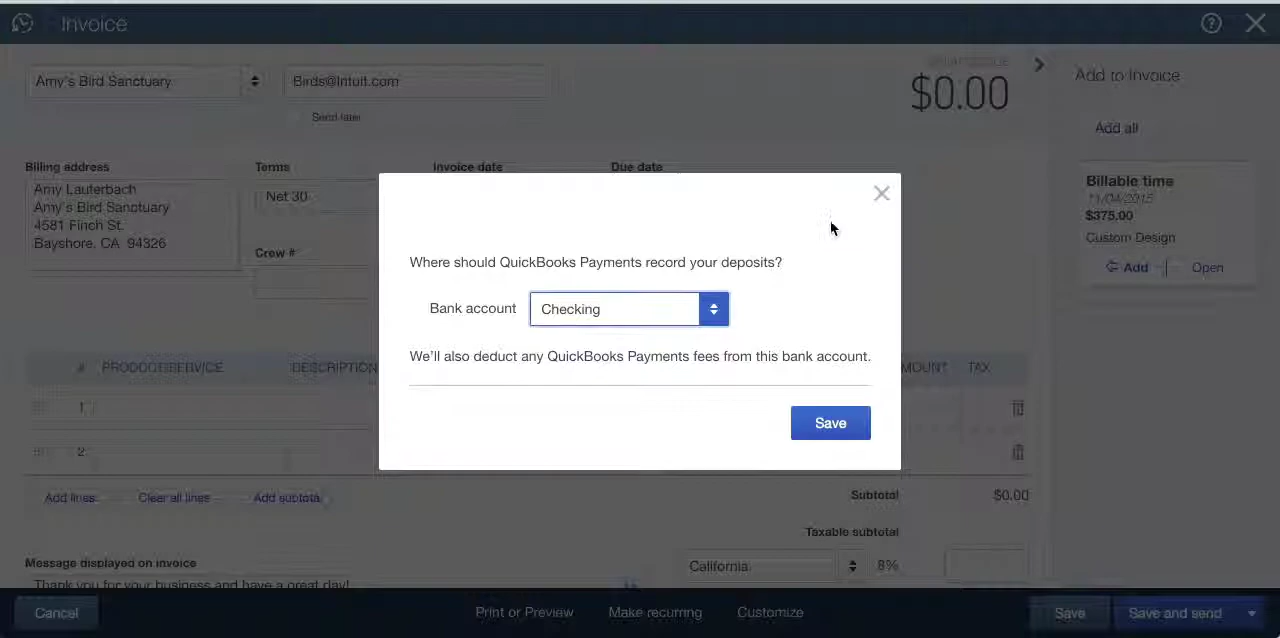 Invoice
Amy's Bird Sanctuary
Birds@Intuit.com
$0.00
Add to Invoice
Send later
Add all
Billing address
Terms
Invoice date
Due date
Amy Lauterbach
Amy's Bird Sanctuary
4581 Finch St.
Bayshore, CA 94326
Net 30
Crew #
Billable time
11/04/2015
$375.00
Custom Design
Add
Open
Where should QuickBooks Payments record your deposits?
Bank account
Checking
We'll also deduct any QuickBooks Payments fees from this bank account.
Save
# PRODUCT/SERVICE DESCRIPTION MOUNT TAX
1
2
Add lines
Clear all lines
Add subtotal
Subtotal
$0.00
Taxable subtotal
Message displayed on invoice
California
8%
Thank you for your business and have a great day!
Cancel
Print or Preview
Make recurring
Customize
Save
Save and send